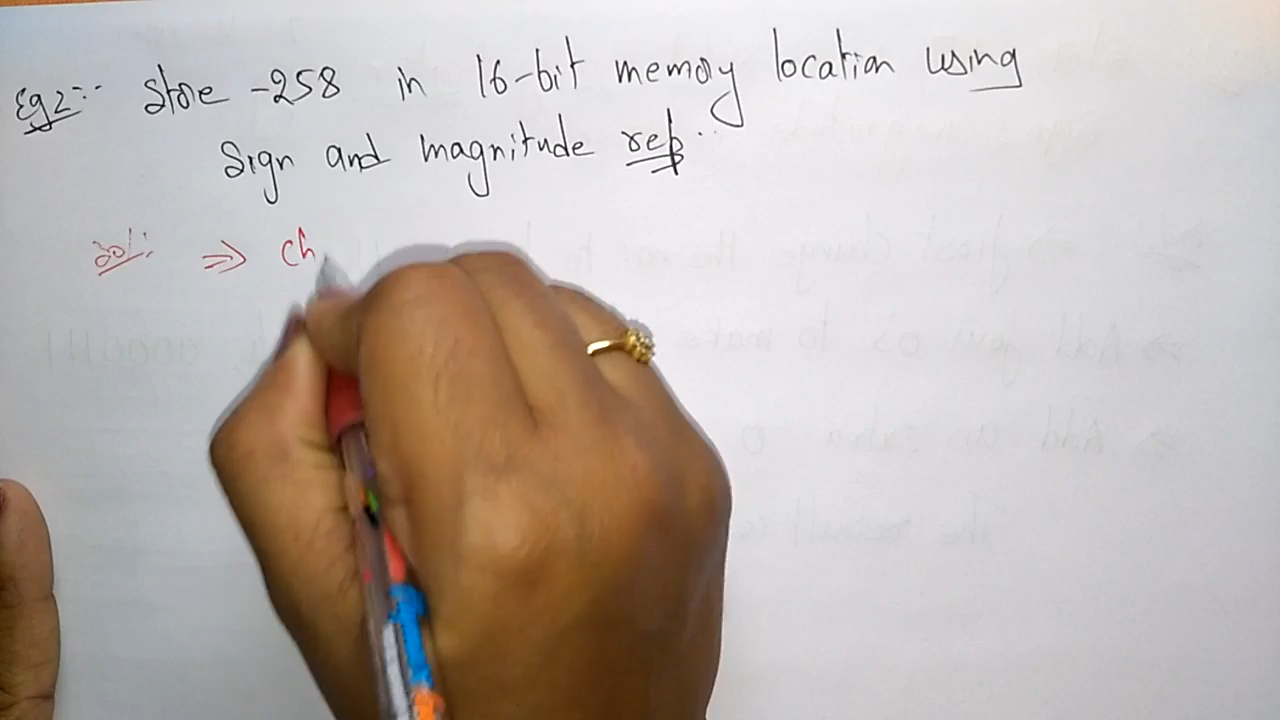 Eg2:- Store -258 in 16-bit memory location using
Sign and magnitude rep..
Sol: ⇒ Ch